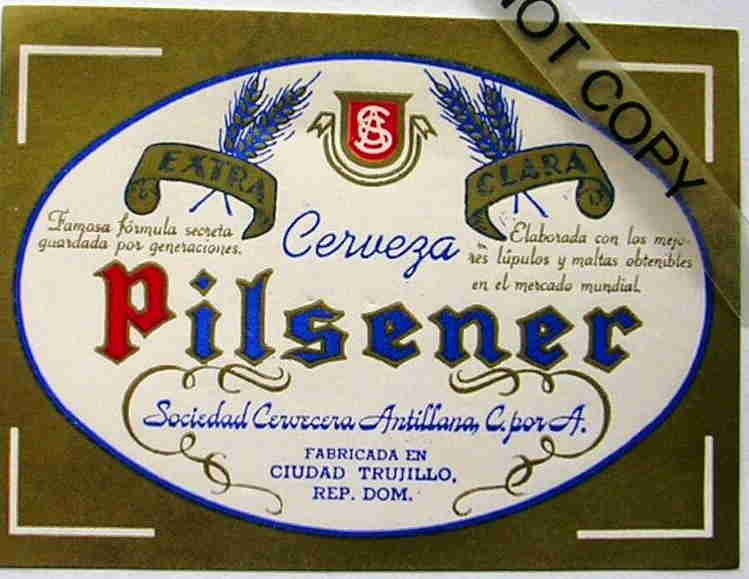 NOT COPY
EXTRA
SCA
CLARA
Famosa fórmula secreta
guardada por generaciones.
Cerveza
Elaborada con los mejo-
res lúpulos y maltas obtenibles
en el mercado mundial.
Pilsener
Sociedad Cervecera Antillana, C. por A.
FABRICADA EN
CIUDAD TRUJILLO,
REP. DOM.